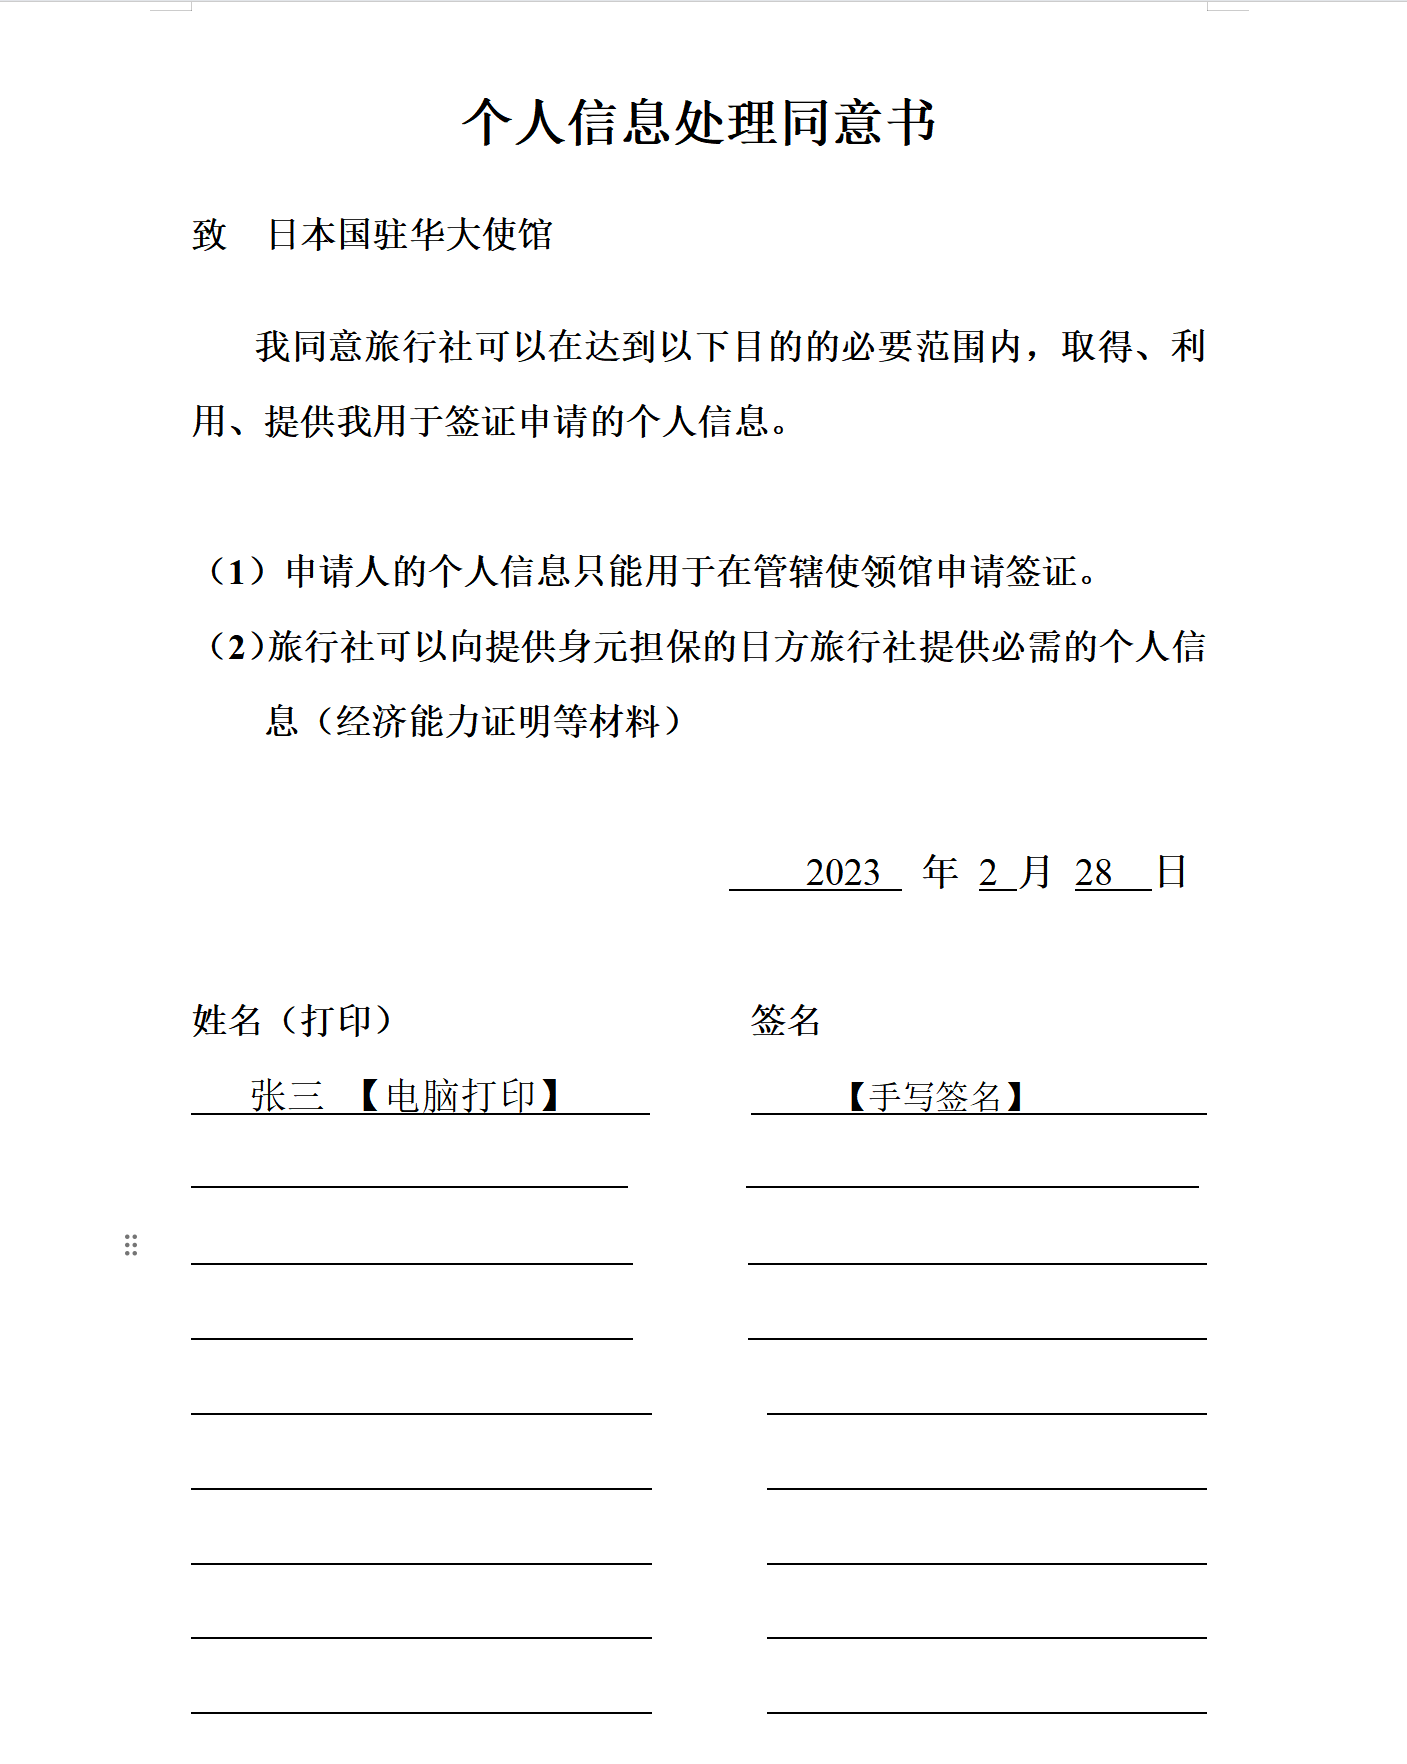 个人信息处理同意书
致 日本国驻华大使馆
我同意旅行社可以在达到以下目的的必要范围内，取得、利
用、提供我用于签证申请的个人信息。
（1）申请人的个人信息只能用于在管辖使领馆申请签证。
（2）旅行社可以向提供身元担保的日方旅行社提供必需的个人信
息（经济能力证明等材料）
2023 年 2 月 28 日
姓名（打印） 签名
张三 【电脑打印】 【手写签名】